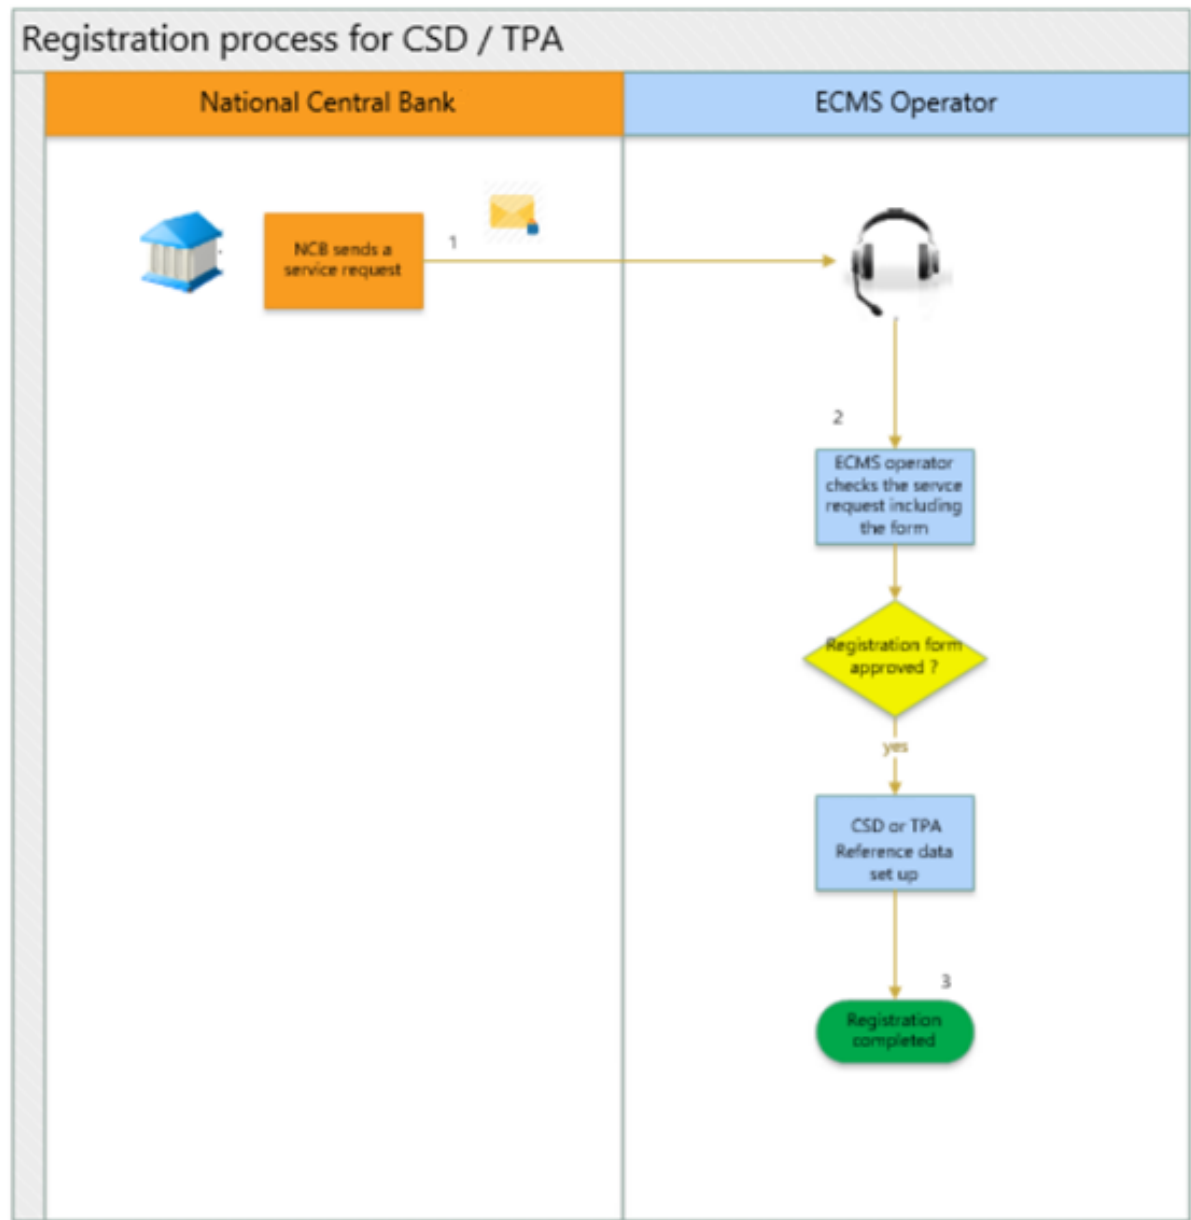 Registration process for CSD / TPA
National Central Bank
ECMS Operator
NCB sends a
service request
1
2
ECMS operator
checks the servce
request including
the form
Registration form
approved ?
yes
CSD or TPA
Reference data
set up
3
Registration
completed